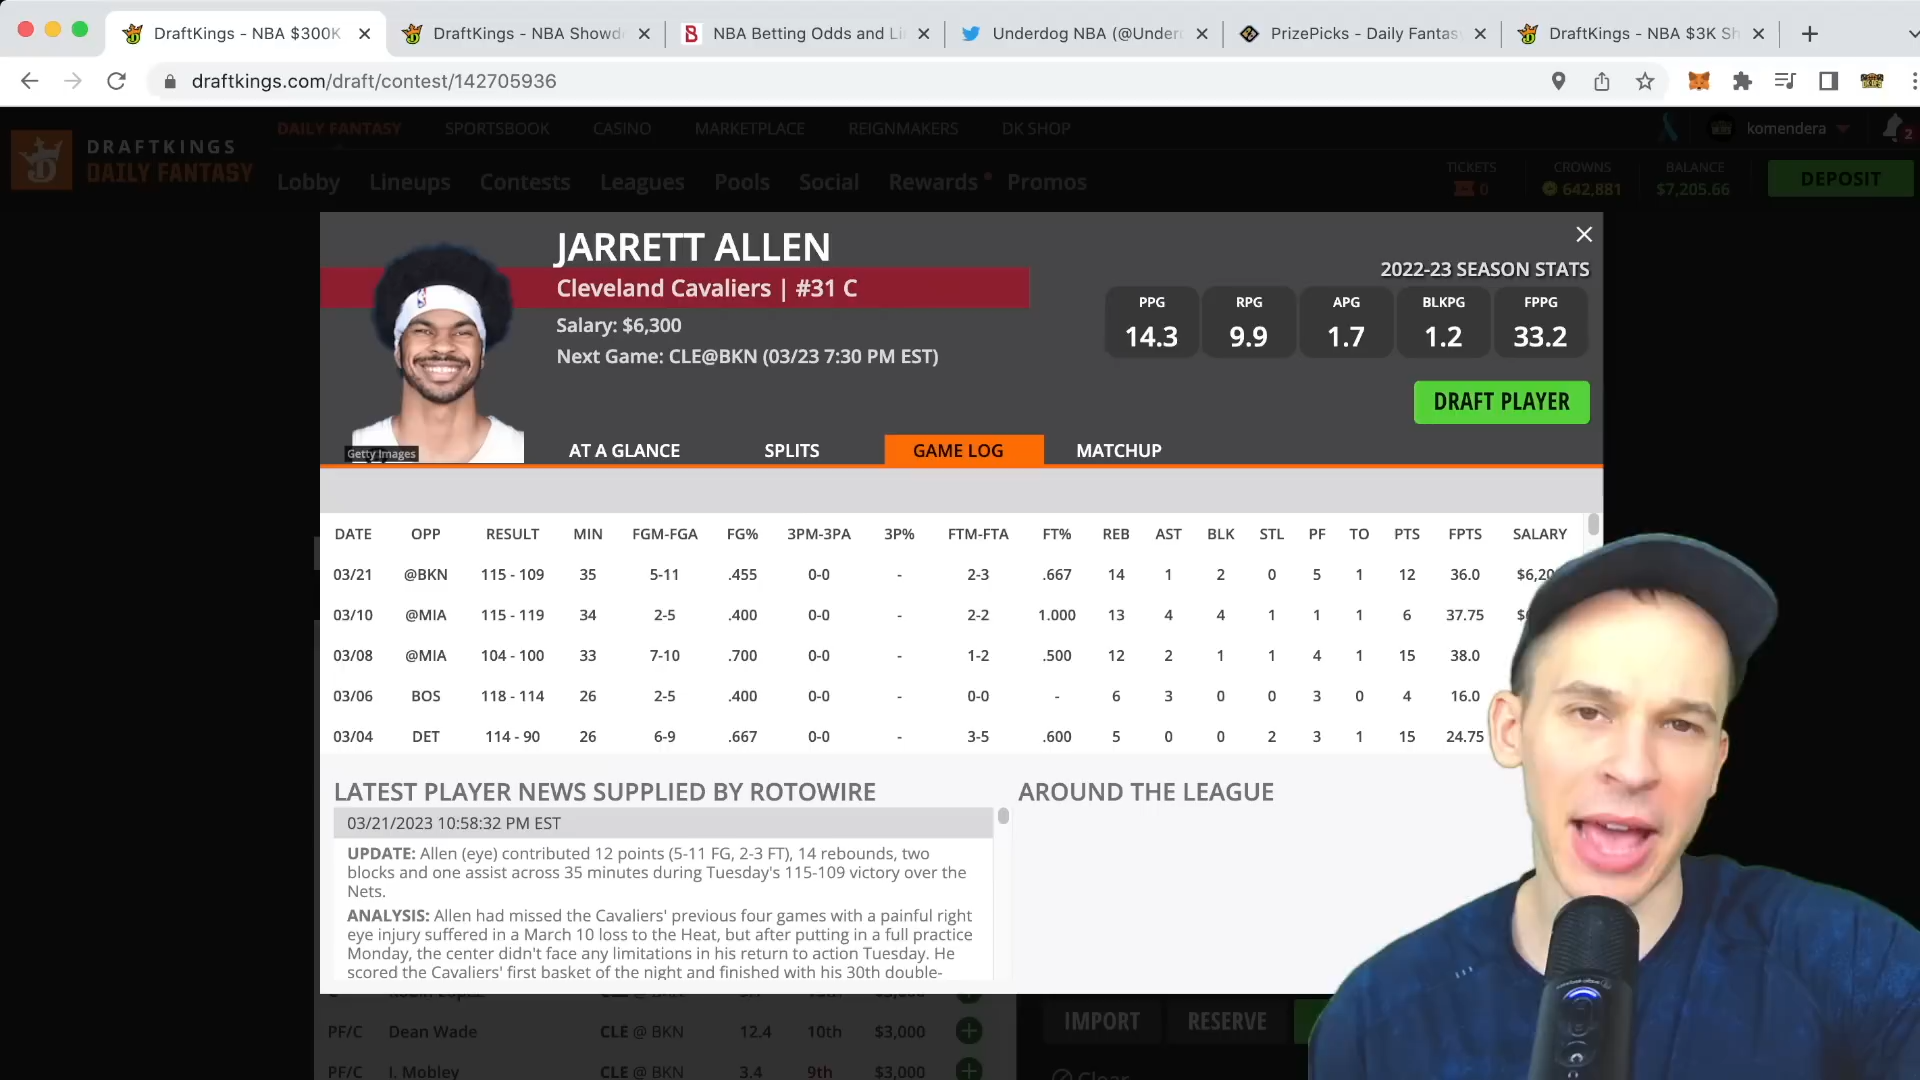 DraftKings - NBA $300K
DraftKings - NBA Showd
NBA Betting Odds and Li
Underdog NBA (@Under
PrizePicks - Daily Fantas
DraftKings - NBA $3K Sh
draftkings.com/draft/contest/142705936
DAILY FANTASY
SPORTSBOOK
CASINO
MARKETPLACE
REIGNMAKERS
DK SHOP
komendera
2
DRAFTKINGS
DAILY FANTASY
Lobby
Lineups
Contests
Leagues
Pools
Social
Rewards
Promos
TICKETS
0
CROWNS
642,881
BALANCE
$7,205.66
DEPOSIT
JARRETT ALLEN
Cleveland Cavaliers | #31 C
Salary: $6,300
Next Game: CLE@BKN (03/23 7:30 PM EST)
2022-23 SEASON STATS
PPG RPG APG BLKPG FPPG
14.3 9.9 1.7 1.2 33.2
DRAFT PLAYER
Getty Images
AT A GLANCE SPLITS GAME LOG MATCHUP
DATE OPP RESULT MIN FGM-FGA FG% 3PM-3PA 3P% FTM-FTA FT% REB AST BLK STL PF TO PTS FPTS SALARY
03/21 @BKN 115 - 109 35 5-11 .455 0-0 - 2-3 .667 14 1 2 0 5 1 12 36.0 $6,20
03/10 @MIA 115 - 119 34 2-5 .400 0-0 - 2-2 1.000 13 4 4 1 1 1 6 37.75 $
03/08 @MIA 104 - 100 33 7-10 .700 0-0 - 1-2 .500 12 2 1 1 4 1 15 38.0
03/06 BOS 118 - 114 26 2-5 .400 0-0 - 0-0 - 6 3 0 0 3 0 4 16.0
03/04 DET 114 - 90 26 6-9 .667 0-0 - 3-5 .600 5 0 0 2 3 1 15 24.75
LATEST PLAYER NEWS SUPPLIED BY ROTOWIRE
03/21/2023 10:58:32 PM EST
UPDATE: Allen (eye) contributed 12 points (5-11 FG, 2-3 FT), 14 rebounds, two
blocks and one assist across 35 minutes during Tuesday's 115-109 victory over the
Nets.
ANALYSIS: Allen had missed the Cavaliers' previous four games with a painful right
eye injury suffered in a March 10 loss to the Heat, but after putting in a full practice
Monday, the center didn't face any limitations in his return to action Tuesday. He
scored the Cavaliers' first basket of the night and finished with his 30th double-
AROUND THE LEAGUE
PF/C Dean Wade CLE @ BKN 12.4 10th $3,000
PF/C I. Mobley CLE @ BKN 3.4 9th $3,000
IMPORT
RESERVE
Clear